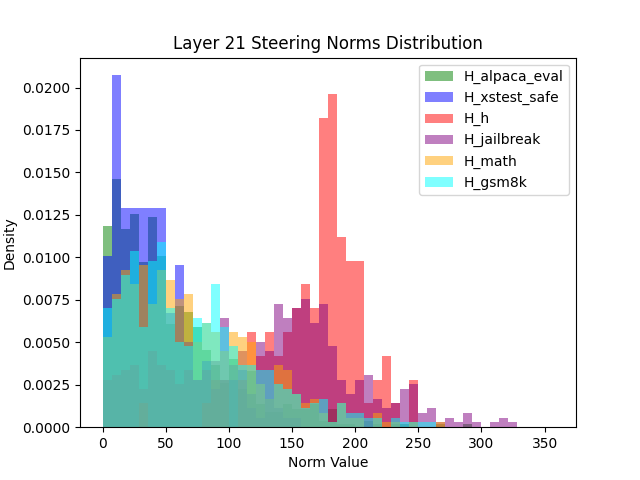 Layer 21 Steering Norms Distribution
H_alpaca_eval
H_xstest_safe
H_h
H_jailbreak
H_math
H_gsm8k
Density
0.0200
0.0175
0.0150
0.0125
0.0100
0.0075
0.0050
0.0025
0.0000
0 50 100 150 200 250 300 350
Norm Value